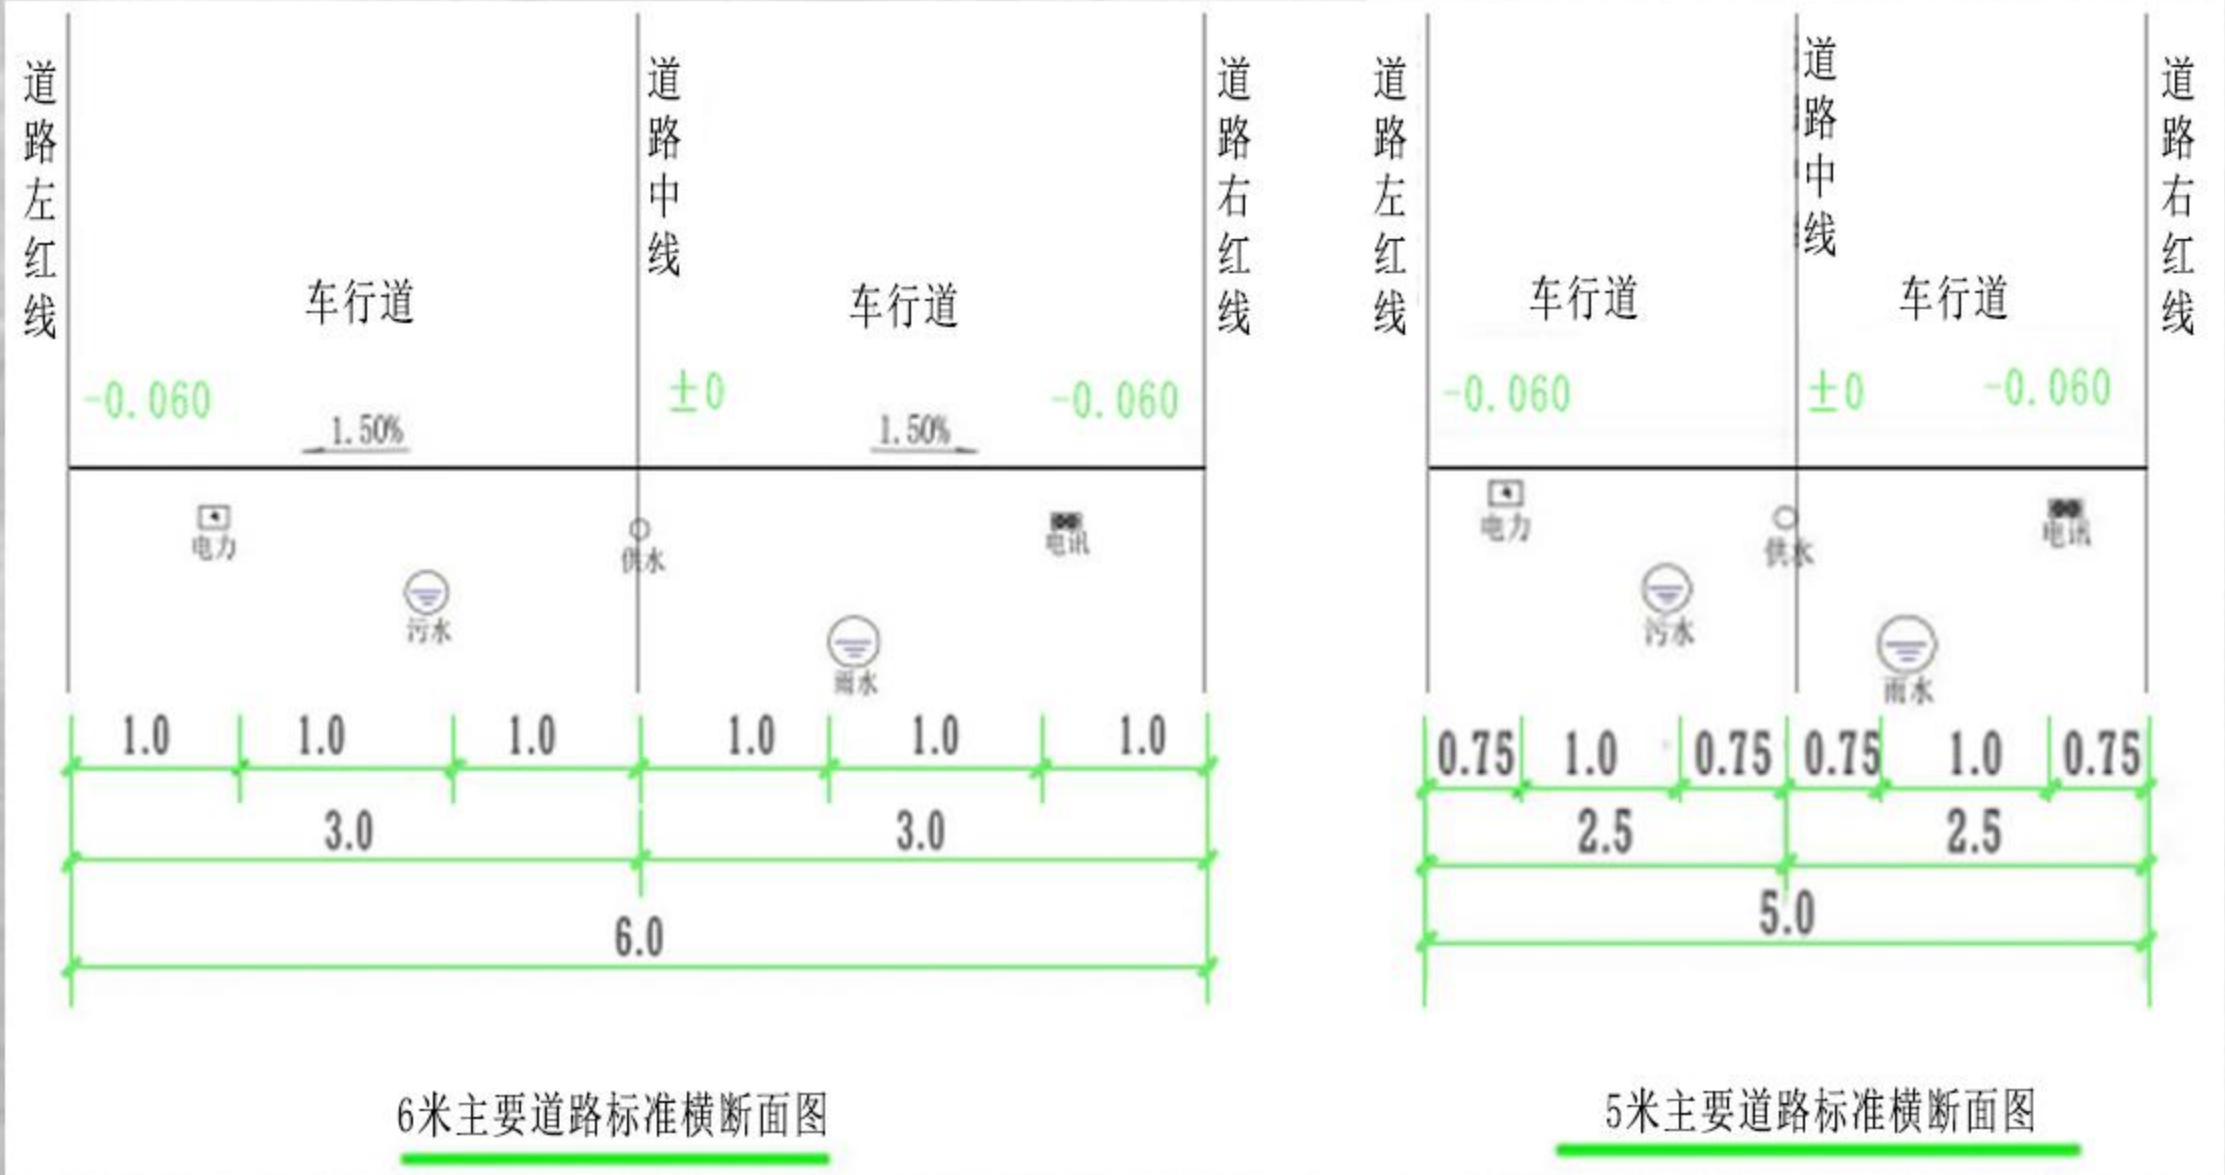 道路左红线
道路中线
道路右红线
车行道
车行道
-0.060
±0
-0.060
1.50%
1.50%
电力
供水
电讯
污水
雨水
1.0
1.0
1.0
1.0
1.0
1.0
3.0
3.0
6.0
6米主要道路标准横断面图
道路左红线
道路中线
道路右红线
车行道
车行道
-0.060
±0
-0.060
电力
供水
电讯
污水
雨水
0.75
1.0
0.75
0.75
1.0
0.75
2.5
2.5
5.0
5米主要道路标准横断面图